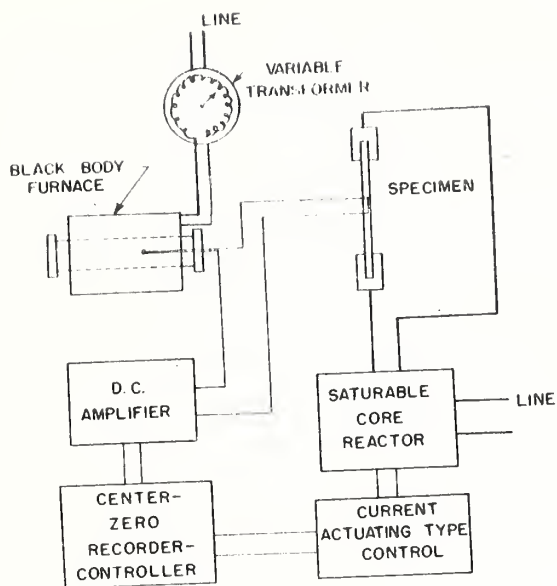 LINE
VARIABLE
TRANSFORMER
BLACK BODY
FURNACE
SPECIMEN
D.C.
AMPLIFIER
SATURABLE
CORE
REACTOR
LINE
CENTER-
ZERO
RECORDER-
CONTROLLER
CURRENT
ACTUATING TYPE
CONTROL